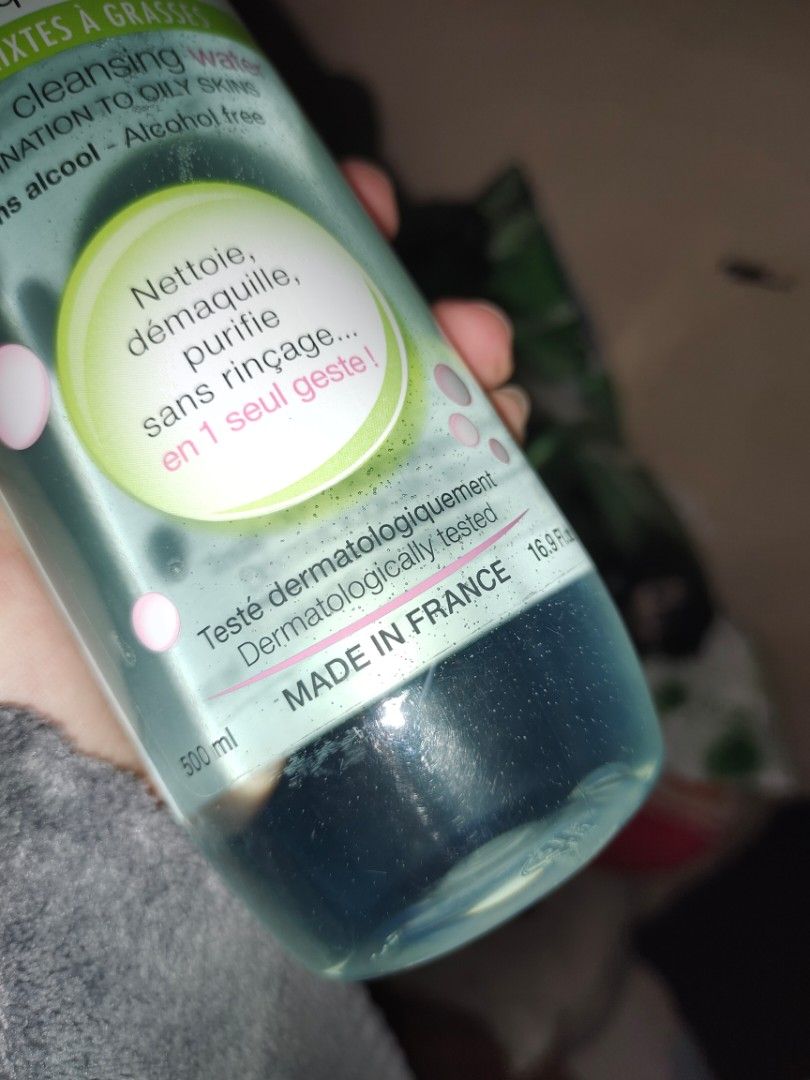 IXTES À GRASSES
cleansing water
INATION TO OILY SKINS
ns alcool - Alcohol free
Nettoie,
démaquille,
purifie
sans rinçage...
en 1 seul geste !
Testé dermatologiquement
Dermatologically tested
MADE IN FRANCE
500 ml
16.9 Fl.